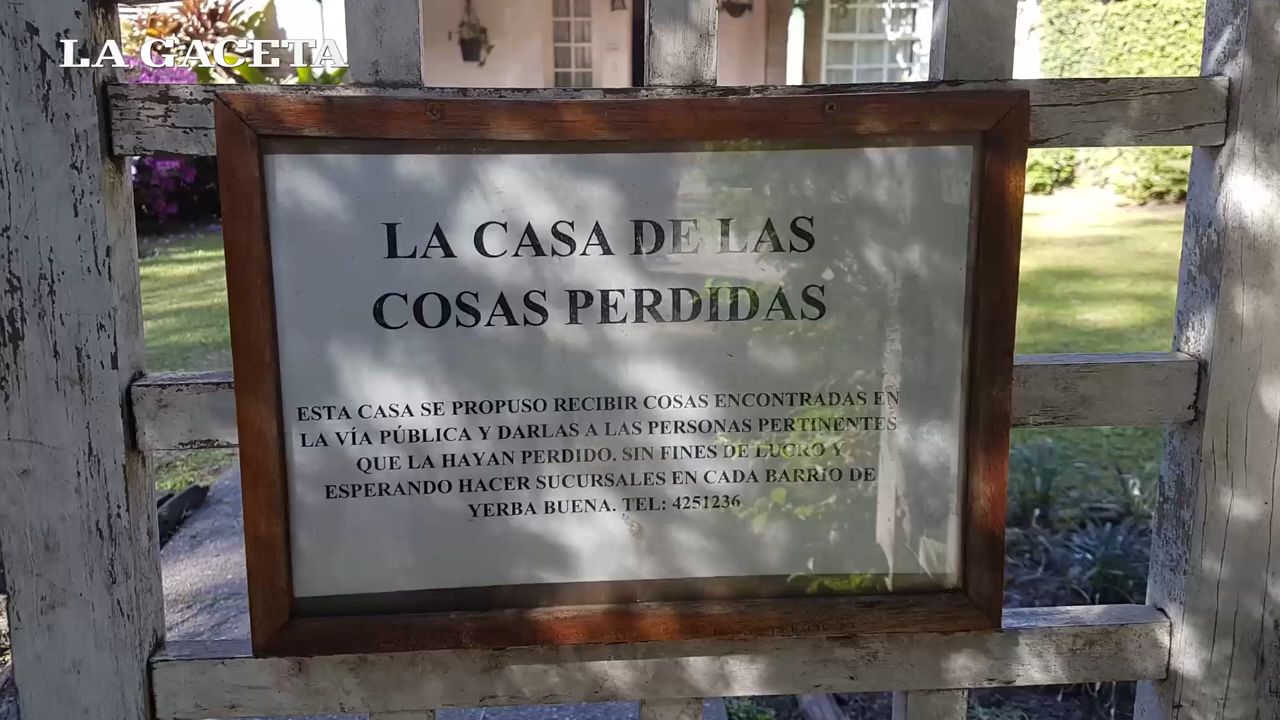 LA GACETA
LA CASA DE LAS
COSAS PERDIDAS
ESTA CASA SE PROPUSO RECIBIR COSAS ENCONTRADAS EN
LA VÍA PÚBLICA Y DARLAS A LAS PERSONAS PERTINENTES
QUE LA HAYAN PERDIDO. SIN FINES DE LUCRO Y
ESPERANDO HACER SUCURSALES EN CADA BARRIO DE
YERBA BUENA. TEL: 4251236